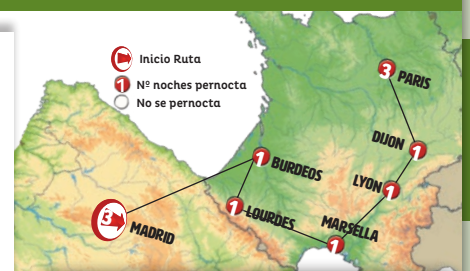 Inicio Ruta
1 Nº noches pernocta
No se pernocta
3 PARIS
DIJON 1
1 BURDEOS
LYON 1
1 LOURDES
3 MADRID
MARSELLA
1